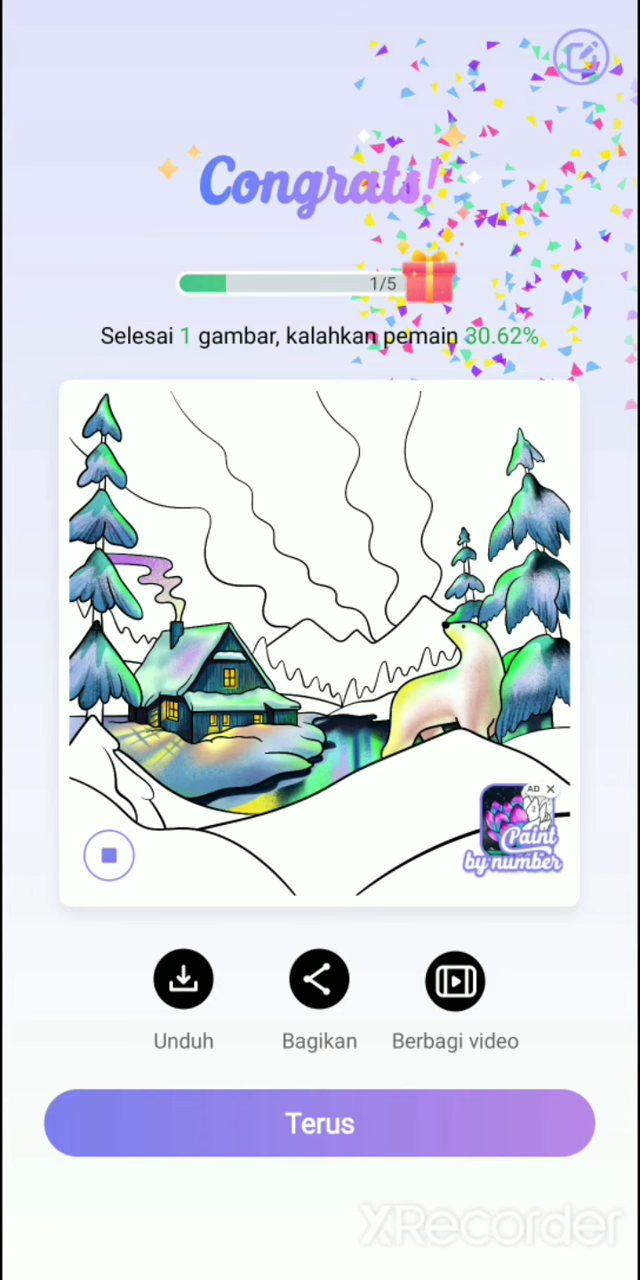 Congrats!
1/5
Selesai 1 gambar, kalahkan pemain 30.62%
AD X
2
Paint
by number
Unduh
Bagikan
Berbagi video
Terus
XRecorder